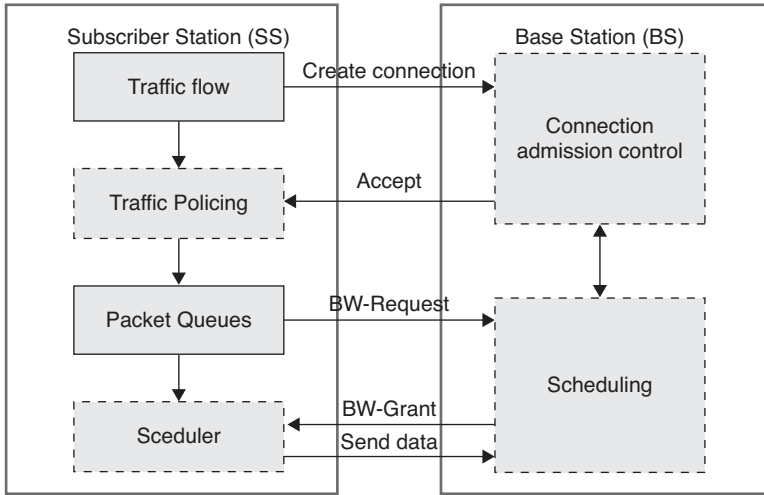 Subscriber Station (SS)
Base Station (BS)
Traffic flow
Create connection
Connection
admission control
Accept
Traffic Policing
Packet Queues
BW-Request
Scheduling
BW-Grant
Sceduler
Send data